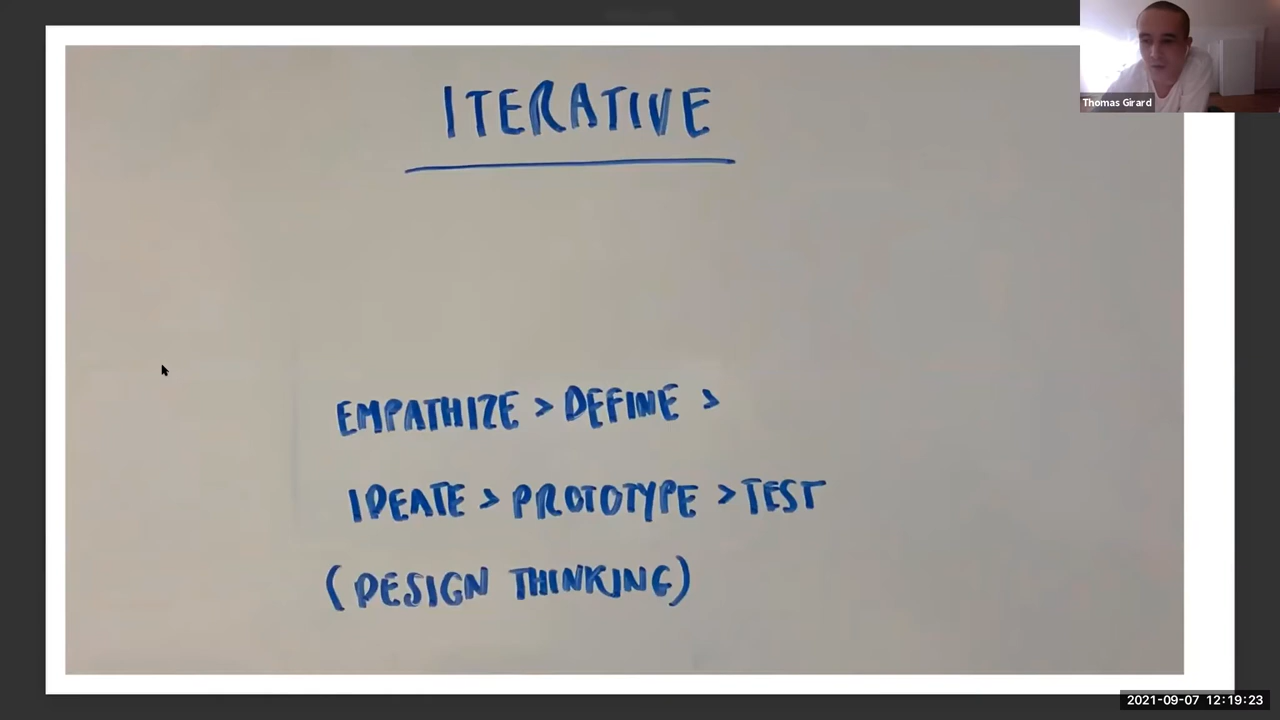 ITERATIVE
EMPATHIZE > DEFINE >
IDEATE > PROTOTYPE > TEST
(DESIGN THINKING)
Thomas Girard
2021-09-07 12:19:23